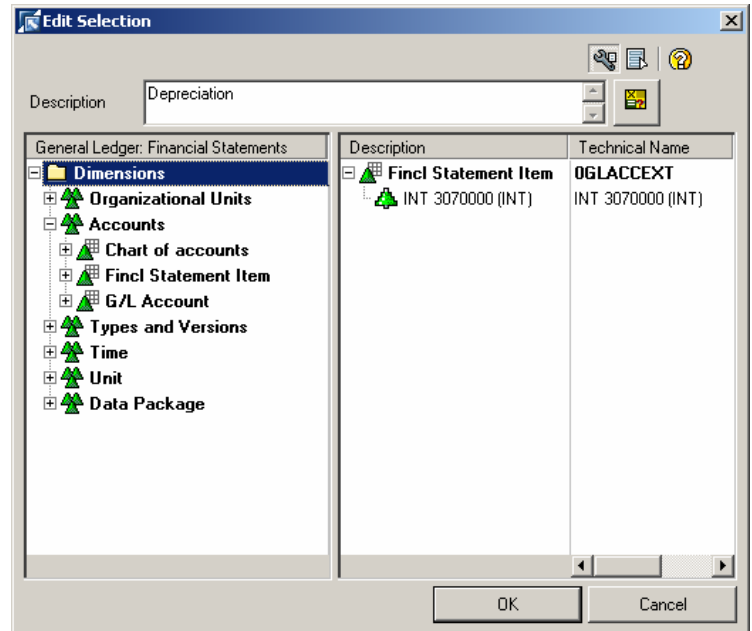 Edit Selection
Description
Depreciation
General Ledger: Financial Statements
Dimensions
Organizational Units
Accounts
Chart of accounts
Fincl Statement Item
G/L Account
Types and Versions
Time
Unit
Data Package
Description Technical Name
Fincl Statement Item 0GLACCEXT
INT 3070000 (INT) INT 3070000 (INT)
OK Cancel